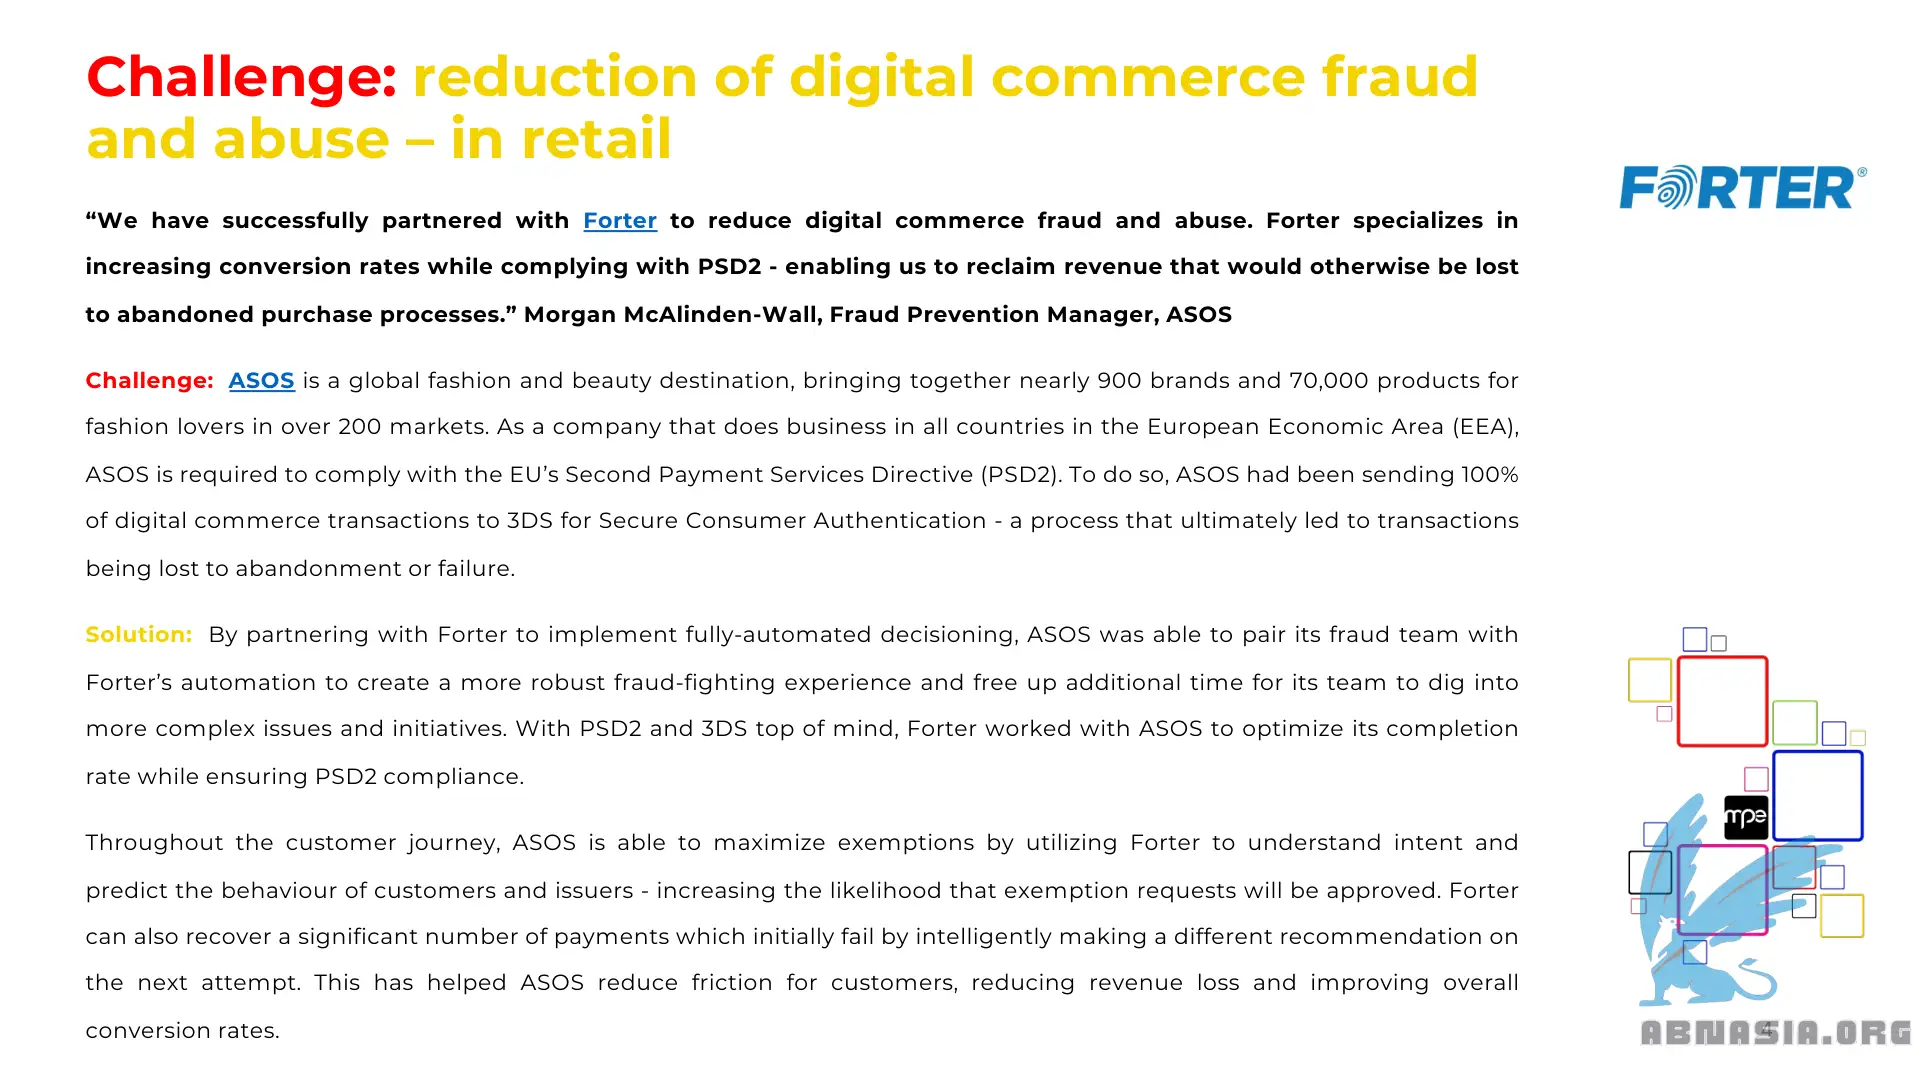 Challenge: reduction of digital commerce fraud
and abuse – in retail
FORTER®
“We have successfully partnered with Forter to reduce digital commerce fraud and abuse. Forter specializes in
increasing conversion rates while complying with PSD2 - enabling us to reclaim revenue that would otherwise be lost
to abandoned purchase processes.” Morgan McAlinden-Wall, Fraud Prevention Manager, ASOS
Challenge: ASOS is a global fashion and beauty destination, bringing together nearly 900 brands and 70,000 products for
fashion lovers in over 200 markets. As a company that does business in all countries in the European Economic Area (EEA),
ASOS is required to comply with the EU’s Second Payment Services Directive (PSD2). To do so, ASOS had been sending 100%
of digital commerce transactions to 3DS for Secure Consumer Authentication - a process that ultimately led to transactions
being lost to abandonment or failure.
Solution: By partnering with Forter to implement fully-automated decisioning, ASOS was able to pair its fraud team with
Forter’s automation to create a more robust fraud-fighting experience and free up additional time for its team to dig into
more complex issues and initiatives. With PSD2 and 3DS top of mind, Forter worked with ASOS to optimize its completion
rate while ensuring PSD2 compliance.
Throughout the customer journey, ASOS is able to maximize exemptions by utilizing Forter to understand intent and
predict the behaviour of customers and issuers - increasing the likelihood that exemption requests will be approved. Forter
can also recover a significant number of payments which initially fail by intelligently making a different recommendation on
the next attempt. This has helped ASOS reduce friction for customers, reducing revenue loss and improving overall
conversion rates.
mpe
4
ABNASIA.ORG